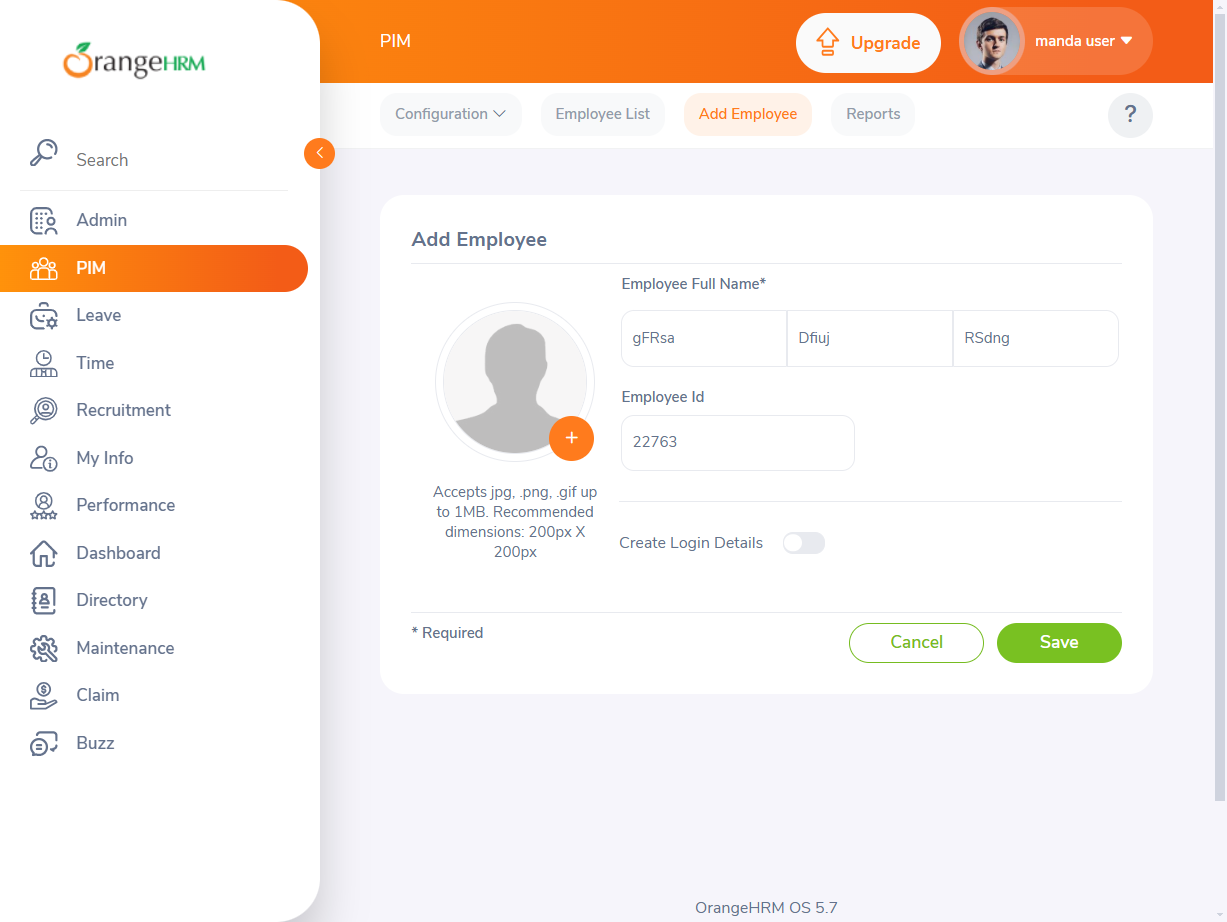 OrangeHRM
PIM
Upgrade
manda user
Configuration
Employee List
Add Employee
Reports
?
Search
Admin
PIM
Leave
Time
Recruitment
My Info
Performance
Dashboard
Directory
Maintenance
Claim
Buzz
Add Employee
Employee Full Name*
gFRsa
Dfiuj
RSdng
Employee Id
22763
+
Accepts jpg, .png, .gif up
to 1MB. Recommended
dimensions: 200px X
200px
Create Login Details
* Required
Cancel
Save
OrangeHRM OS 5.7